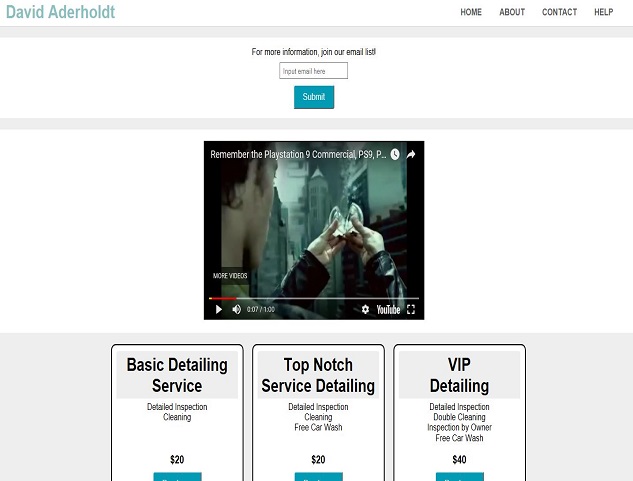 David Aderholdt
HOME ABOUT CONTACT HELP
For more information, join our email list!
Input email here
Submit
Remember the Playstation 9 Commercial, PS9, P...
MORE VIDEOS
0:07 / 1:00
YouTube
Basic Detailing
Service
Detailed Inspection
Cleaning
$20
Top Notch
Service Detailing
Detailed Inspection
Cleaning
Free Car Wash
$20
VIP
Detailing
Detailed Inspection
Double Cleaning
Inspection by Owner
Free Car Wash
$40